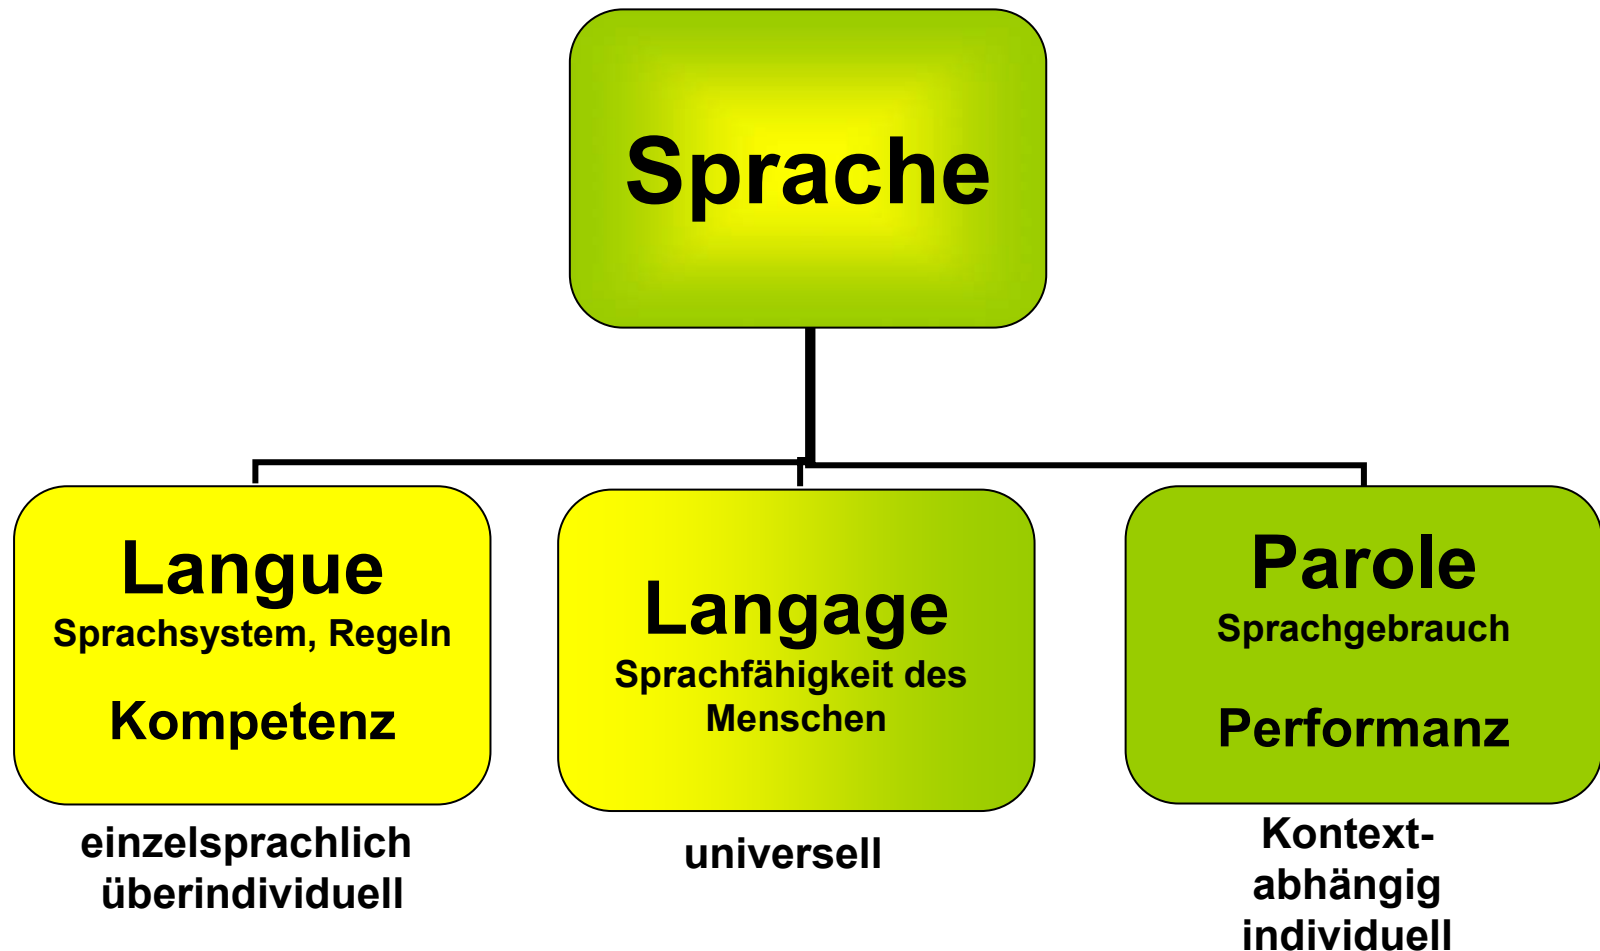 Sprache
Langue
Sprachsystem, Regeln
Kompetenz
einzelsprachlich
überindividuell
Langage
Sprachfähigkeit des
Menschen
universell
Parole
Sprachgebrauch
Performanz
Kontext-
abhängig
individuell